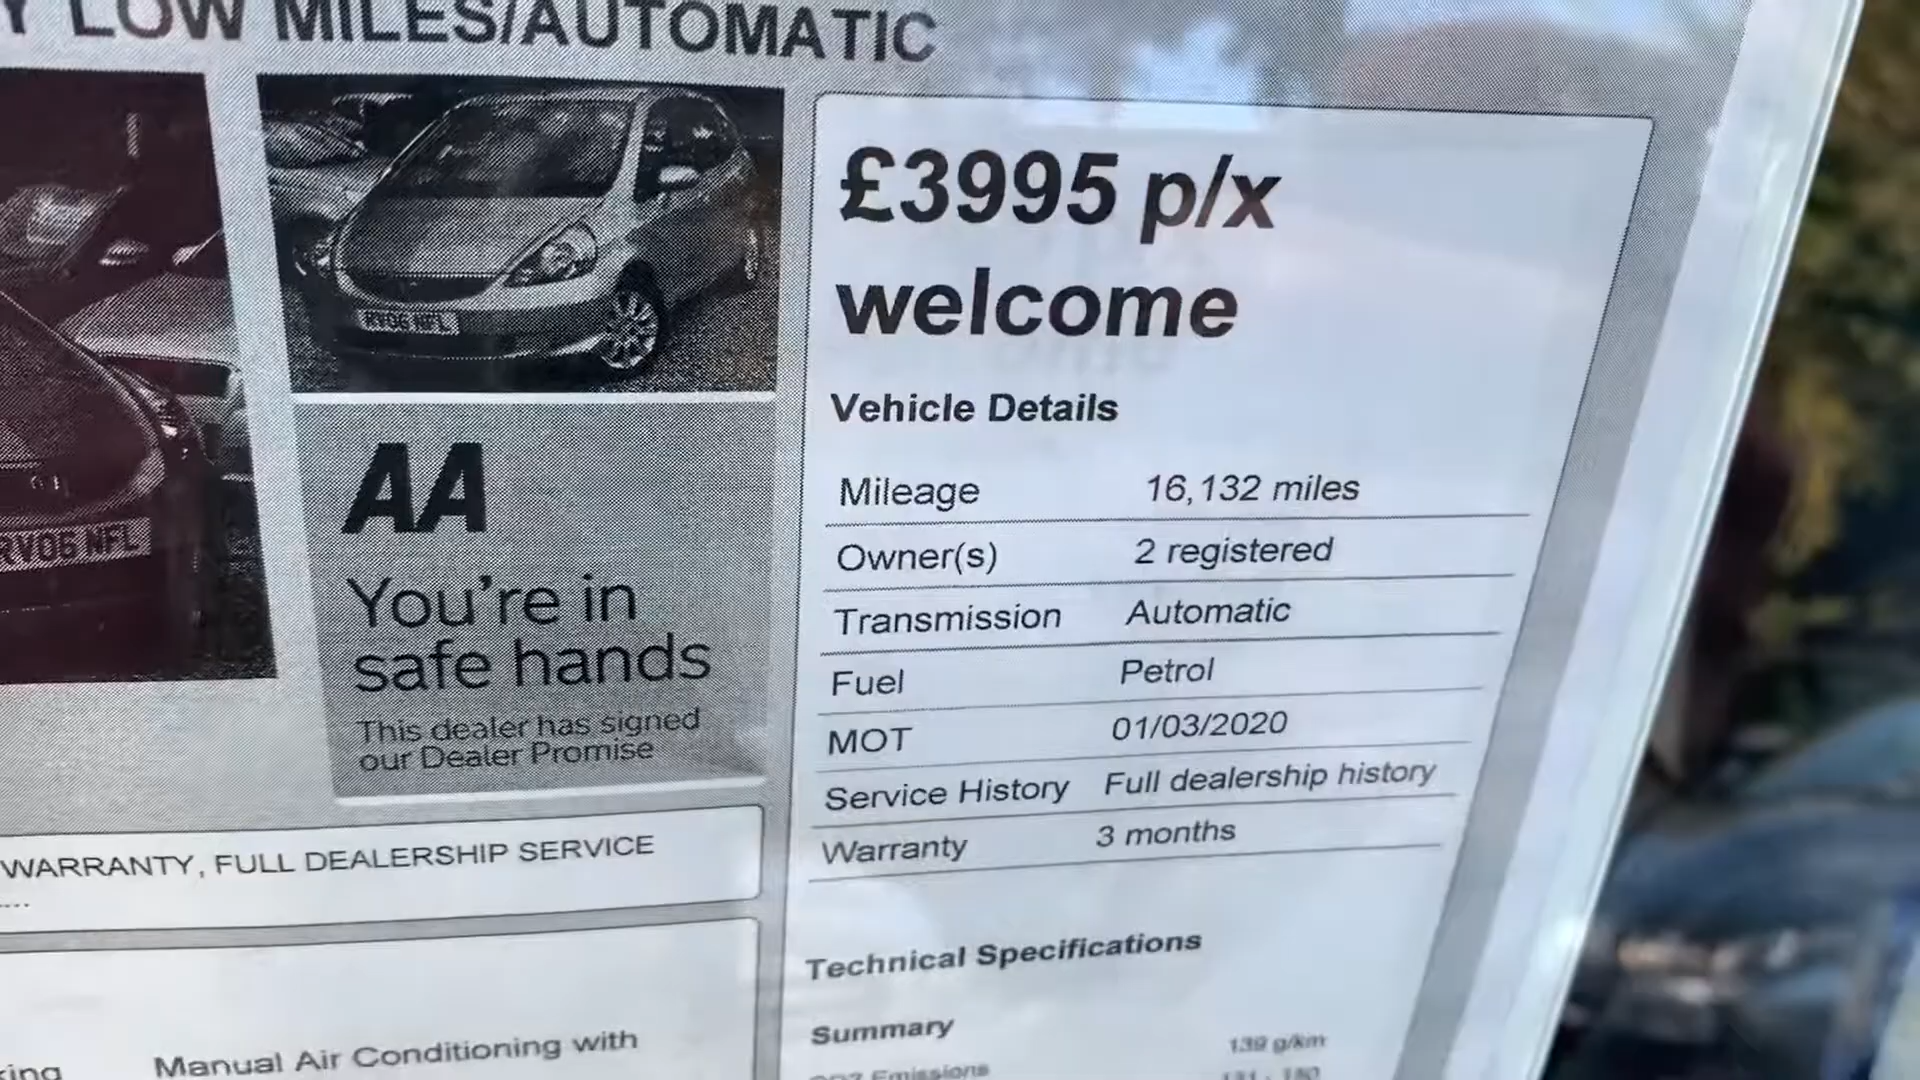 LOW MILES/AUTOMATIC
RV06 NFL
RV06 NFL
AA
You're in
safe hands
This dealer has signed
our Dealer Promise
WARRANTY, FULL DEALERSHIP SERVICE
....
Manual Air Conditioning with
£3995 p/x
welcome
Vehicle Details
Mileage 16,132 miles
Owner(s) 2 registered
Transmission Automatic
Fuel Petrol
MOT 01/03/2020
Service History Full dealership history
Warranty 3 months
Technical Specifications
Summary
139 g/km
Emissions